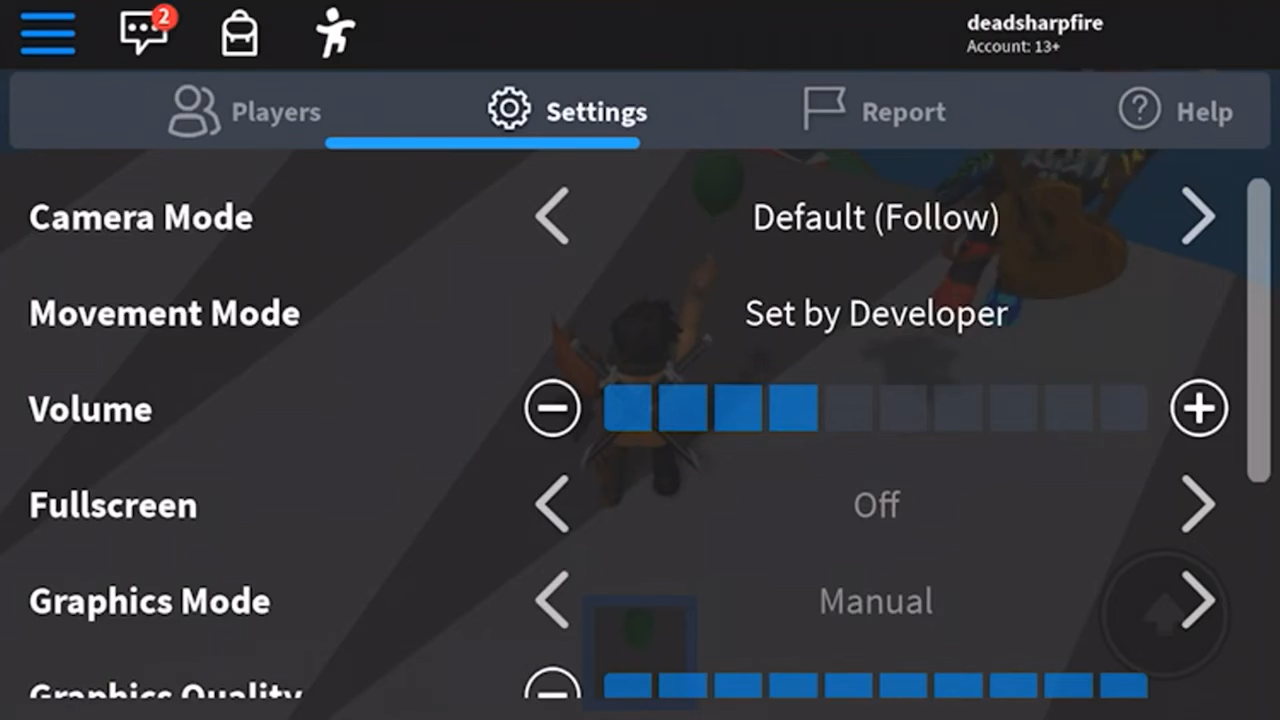 2
deadsharpfire
Account: 13+
Players
Settings
Report
? Help
Camera Mode
Default (Follow)
Movement Mode
Set by Developer
Volume
Fullscreen
Off
Graphics Mode
Manual
Graphics Quality